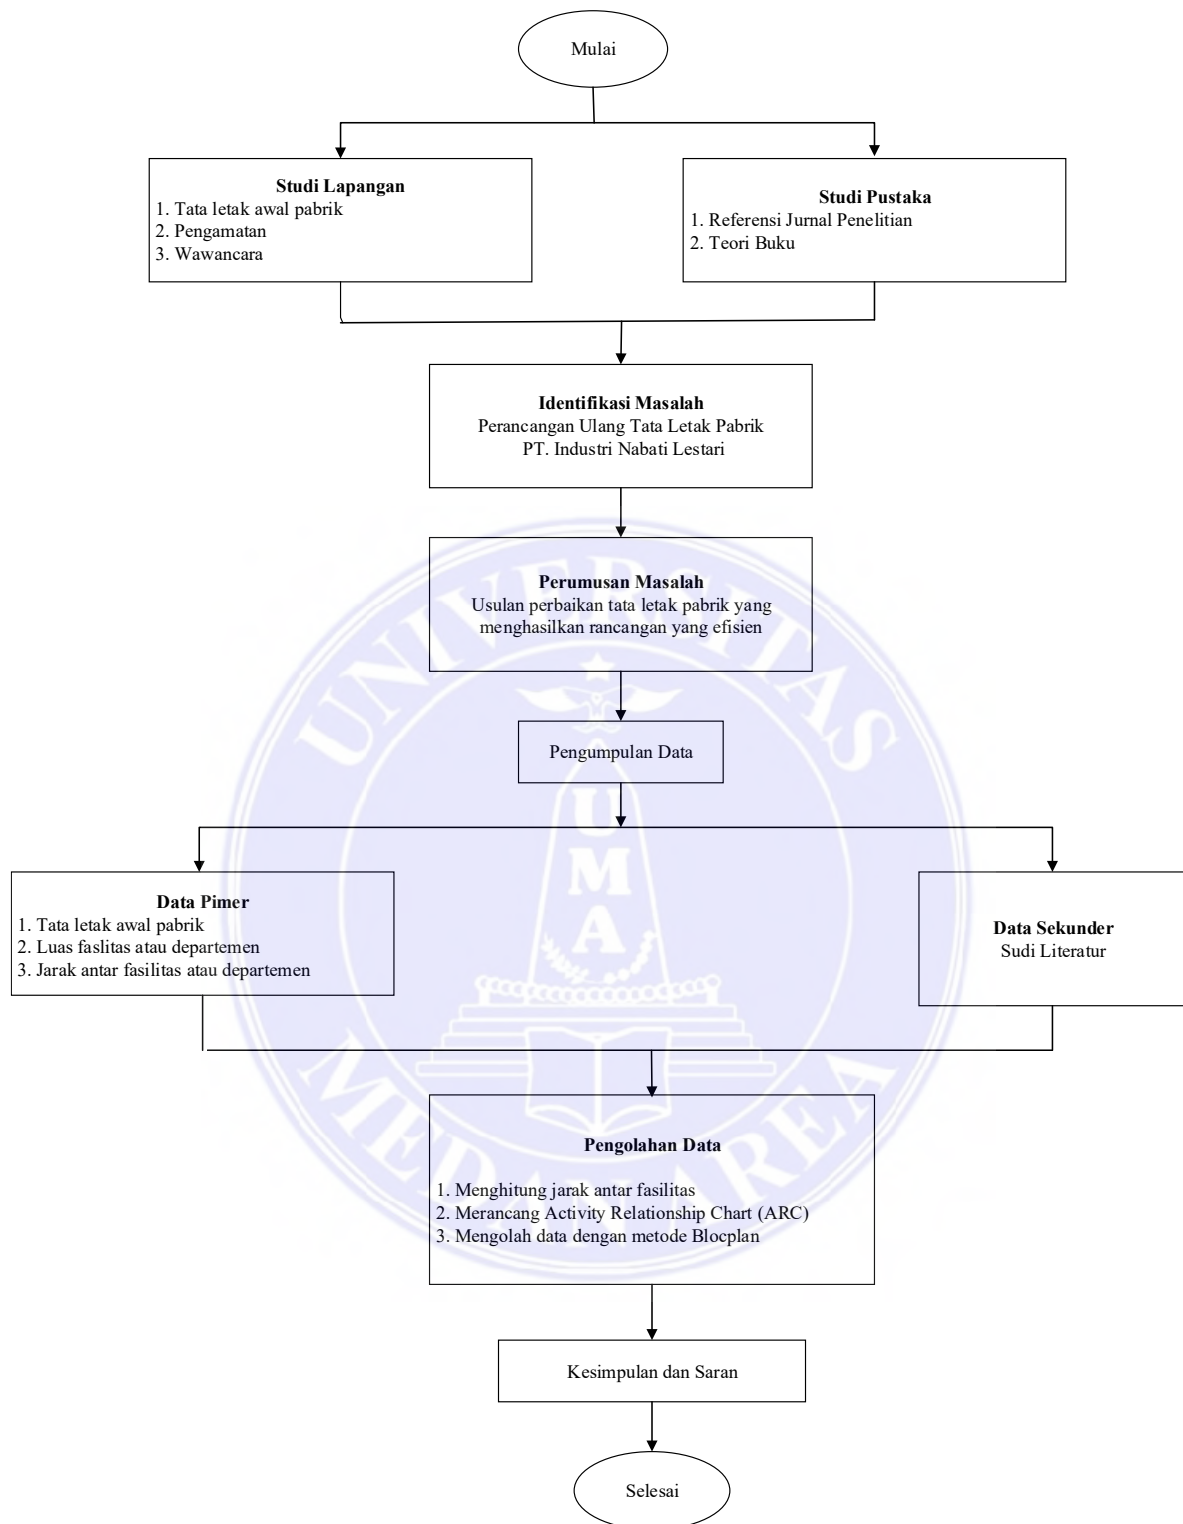 Mulai
Studi Lapangan
1. Tata letak awal pabrik
2. Pengamatan
3. Wawancara
Studi Pustaka
1. Referensi Jurnal Penelitian
2. Teori Buku
Identifikasi Masalah
Perancangan Ulang Tata Letak Pabrik
PT. Industri Nabati Lestari
Perumusan Masalah
Usulan perbaikan tata letak pabrik yang
menghasilkan rancangan yang efisien
Pengumpulan Data
Data Pimer
1. Tata letak awal pabrik
2. Luas faslitas atau departemen
3. Jarak antar fasilitas atau departemen
Data Sekunder
Sudi Literatur
Pengolahan Data
1. Menghitung jarak antar fasilitas
2. Merancang Activity Relationship Chart (ARC)
3. Mengolah data dengan metode Blocplan
Kesimpulan dan Saran
Selesai
UNIVERSITAS
MEDAN AREA
UMA